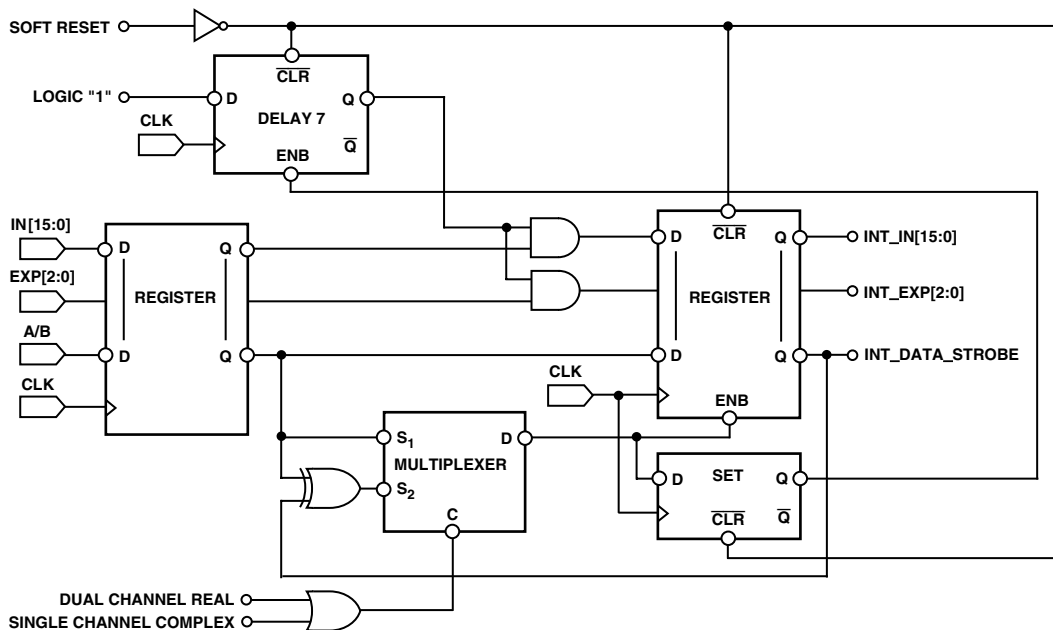 SOFT RESET
CLR
LOGIC "1"
D
Q
DELAY 7
CLK
Q
ENB
IN[15:0]
D
Q
EXP[2:0]
REGISTER
A/B
D
Q
CLK
D
CLR
Q
INT_IN[15:0]
REGISTER
INT_EXP[2:0]
D
Q
INT_DATA_STROBE
CLK
ENB
S1
D
MULTIPLEXER
S2
C
D
SET
Q
CLR
Q
DUAL CHANNEL REAL
SINGLE CHANNEL COMPLEX